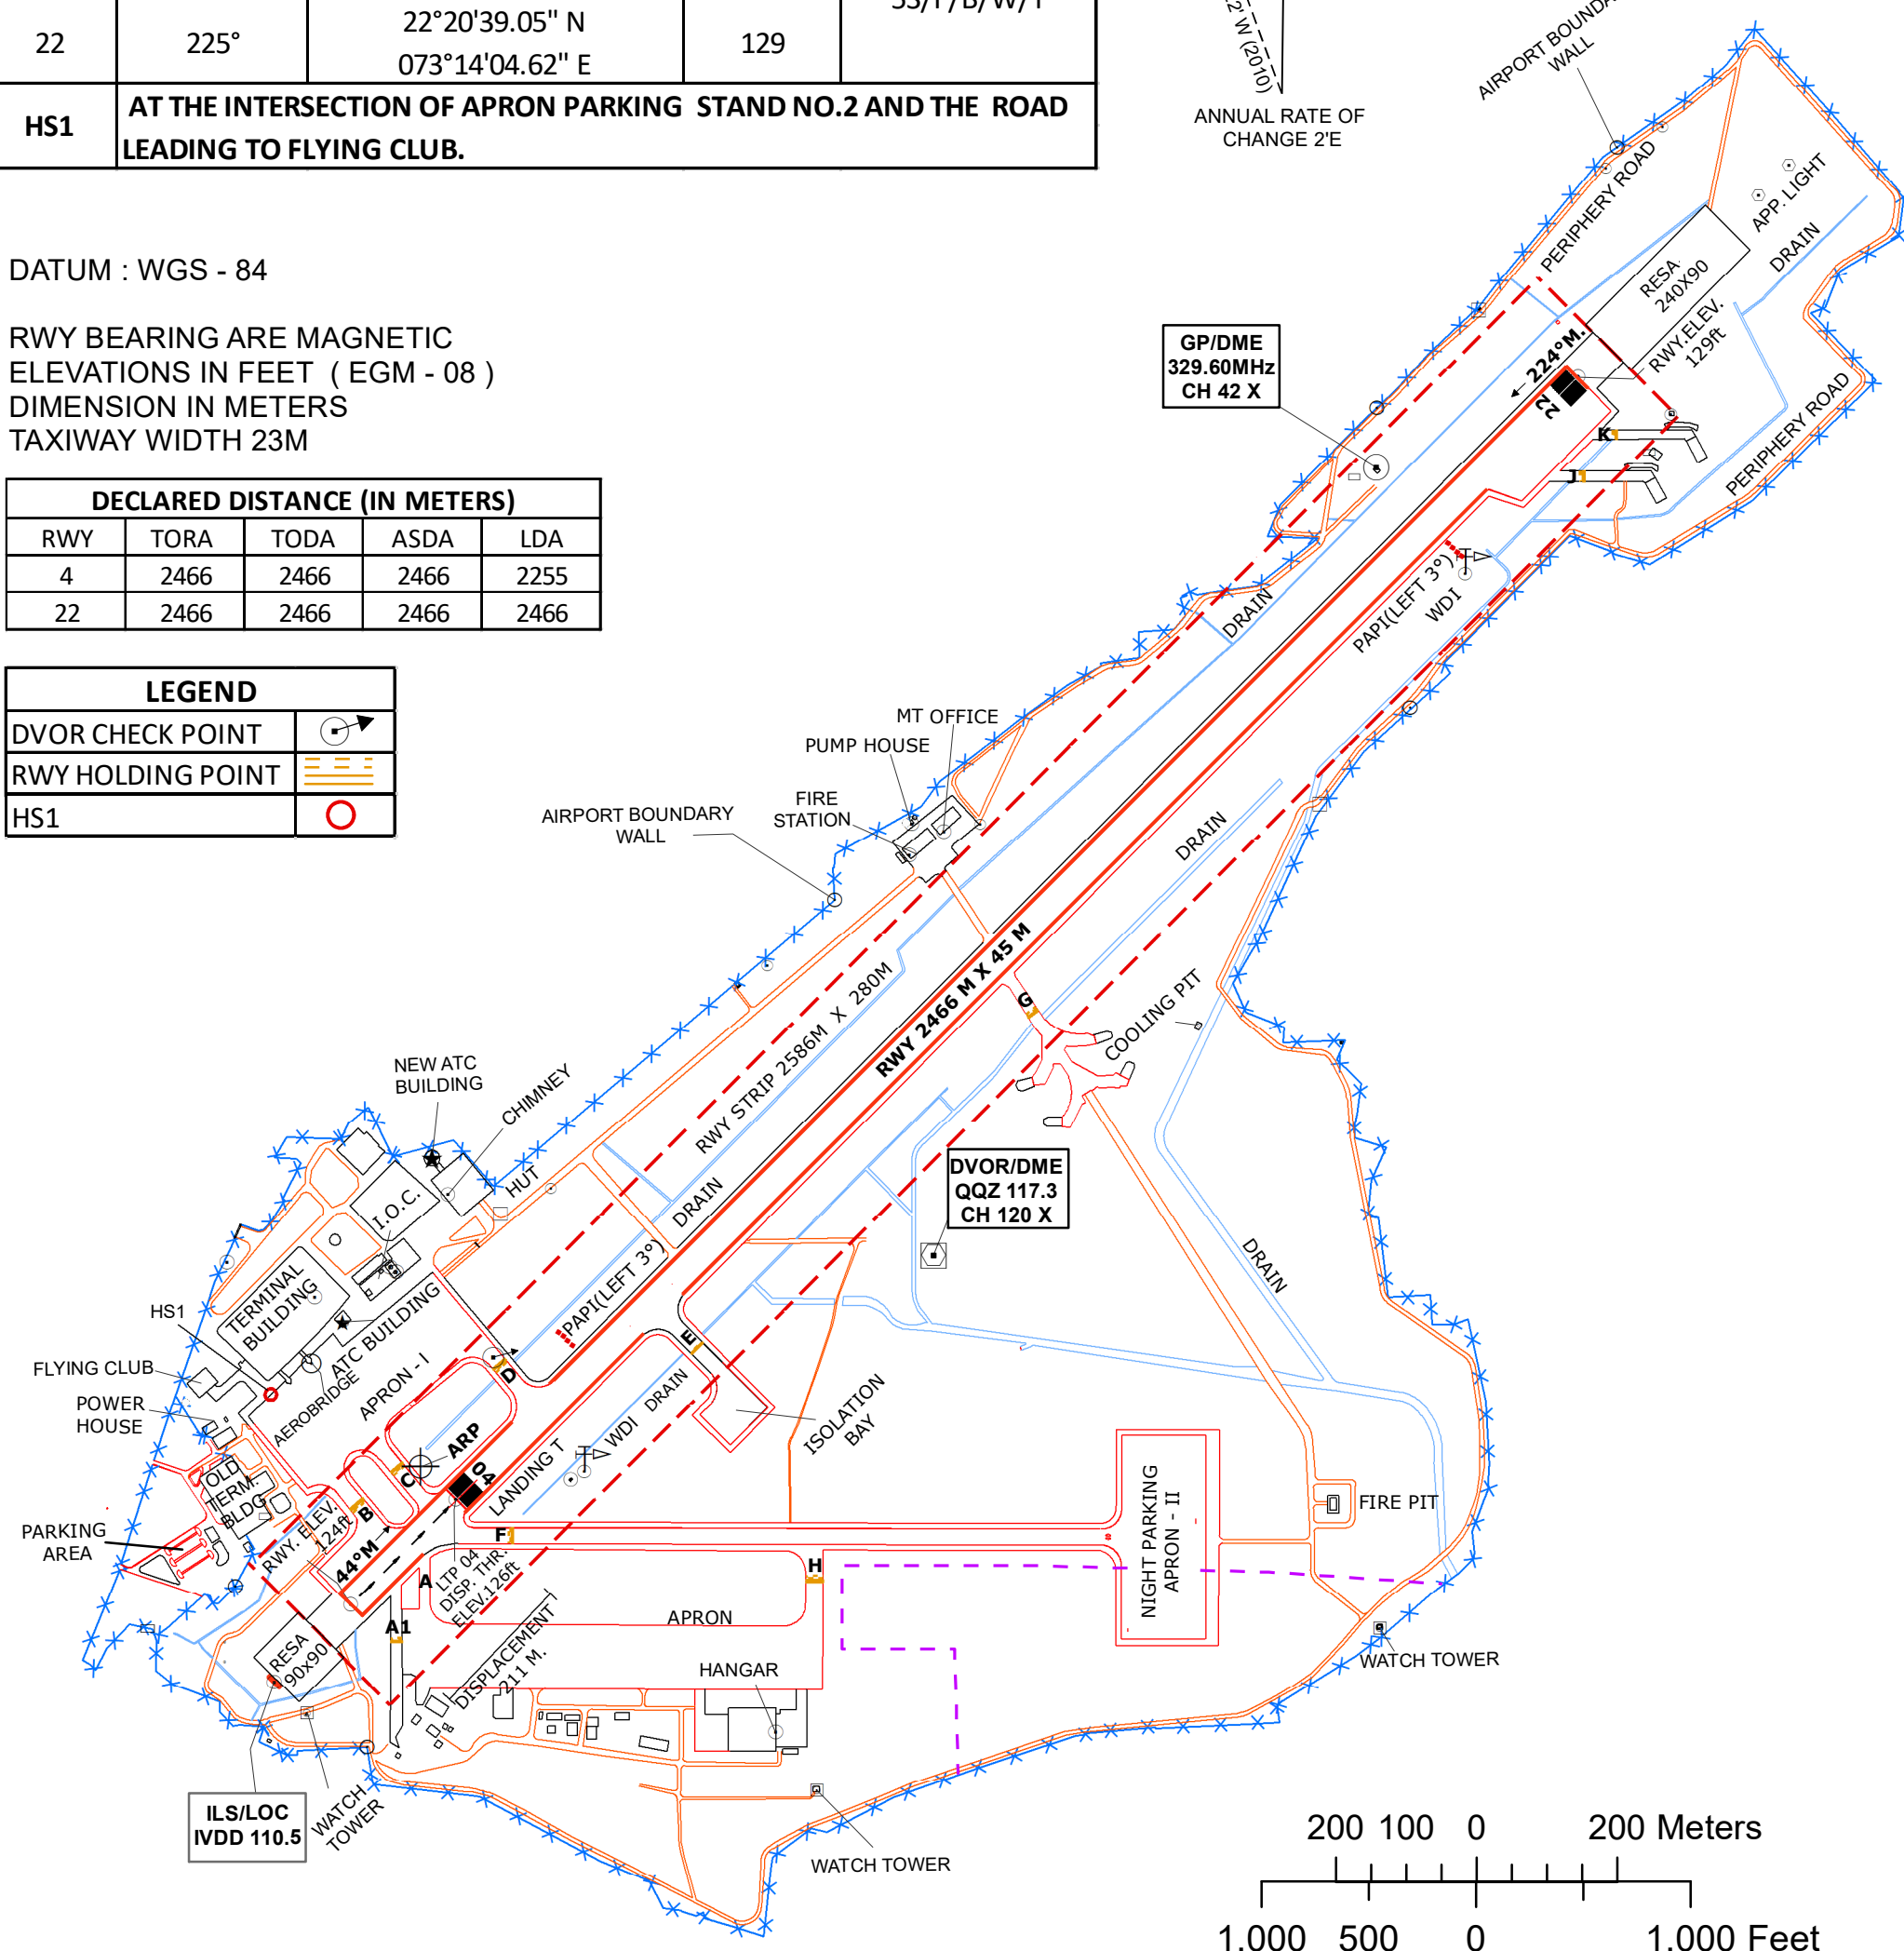 22
225°
22°20'39.05" N
073°14'04.62" E
129
HS1
AT THE INTERSECTION OF APRON PARKING STAND NO.2 AND THE ROAD
LEADING TO FLYING CLUB.
2' W (2010)
ANNUAL RATE OF
CHANGE 2'E
DATUM : WGS - 84
RWY BEARING ARE MAGNETIC
ELEVATIONS IN FEET ( EGM - 08 )
DIMENSION IN METERS
TAXIWAY WIDTH 23M
DECLARED DISTANCE (IN METERS)
RWY TORA TODA ASDA LDA
4 2466 2466 2466 2255
22 2466 2466 2466 2466
LEGEND
DVOR CHECK POINT
RWY HOLDING POINT
HS1
WALL
PERIPHERY ROAD
APP. LIGHT
DRAIN
RESA
240X90
RWY.ELEV.
129ft
224°M.
22
GP/DME
329.60MHz
CH 42 X
K
J
PERIPHERY ROAD
PAPI(LEFT 3°)
WDI
DRAIN
MT OFFICE
PUMP HOUSE
FIRE
STATION
AIRPORT BOUNDARY
WALL
DRAIN
RWY 2466 M X 45 M
RWY STRIP 2586M X 280M
G
COOLING PIT
NEW ATC
BUILDING
CHIMNEY
HUT
I.O.C.
DRAIN
DVOR/DME
QQZ 117.3
CH 120 X
DRAIN
TERMINAL
BUILDING
HS1
ATC BUILDING
PAPI(LEFT 3°)
FLYING CLUB
AEROBRIDGE
APRON - I
POWER
HOUSE
D
E
DRAIN
WDI
ISOLATION
BAY
ARP
C
04
LANDING T
OLD
TERM.
BLDG
B
RWY. ELEV.
124ft
PARKING
AREA
44°M
F
A
LTP 04
DISP. THR.
ELEV.126ft
H
NIGHT PARKING
APRON - II
FIRE PIT
APRON
A1
RESA
90x90
DISPLACEMENT
211 M.
HANGAR
WATCH TOWER
ILS/LOC
IVDD 110.5
WATCH
TOWER
WATCH TOWER
200 100 0 200 Meters
1,000 500 0 1,000 Feet